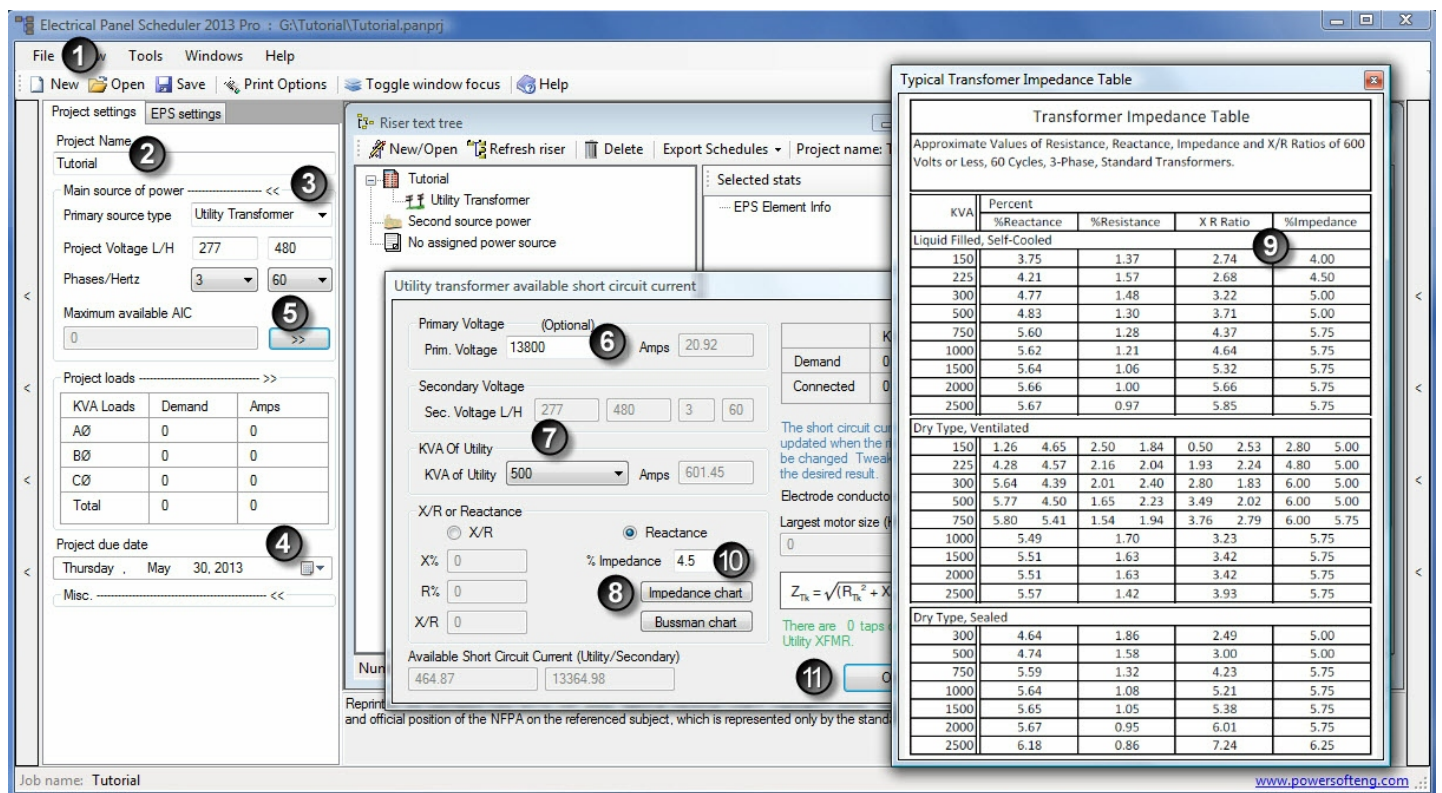 Electrical Panel Scheduler 2013 Pro : G:\Tutorial\Tutorial.panprj
File 1 Tools Windows Help
New Open Save Print Options Toggle window focus Help
Project settings EPS settings
Project Name
2
Tutorial
Main source of power << 3
Primary source type Utility Transformer
Project Voltage L/H 277 480
Phases/Hertz 3 60
Maximum available AIC 5
0 >>
Project loads >>
KVA Loads Demand Amps
AØ 0 0
BØ 0 0
CØ 0 0
Total 0 0
Project due date 4
Thursday , May 30, 2013
Misc. <<
Riser text tree
New/Open Refresh riser Delete Export Schedules Project name:
Tutorial
Utility Transformer
Second source power
No assigned power source
Selected stats
EPS Element Info
Utility transformer available short circuit current
Primary Voltage (Optional)
Prim. Voltage 13800 6 Amps 20.92
Secondary Voltage
Sec. Voltage L/H 277 480 3 60
7
KVA Of Utility
KVA of Utility 500 Amps 601.45
X/R or Reactance
X/R Reactance
X% 0 % Impedance 4.5 10
R% 0 8 Impedance chart
X/R 0 Bussman chart
Available Short Circuit Current (Utility/Secondary)
464.87 13364.98
K
Demand 0
Connected 0
The short circuit
updated when the
be changed Tweak
the desired result.
Electrode
Largest motor size
0
Z_Tk = √(R_Tk² + X
There are 0 taps
Utility XFMR.
11 O
Reprint
and official position of the NFPA on the referenced subject, which is represented only by the
Typical Transfomer Impedance Table
Transformer Impedance Table
Approximate Values of Resistance, Reactance, Impedance and X/R Ratios of 600
Volts or Less, 60 Cycles, 3-Phase, Standard Transformers.
KVA Percent
%Reactance %Resistance X R Ratio %Impedance
Liquid Filled, Self-Cooled 9
150 3.75 1.37 2.74 4.00
225 4.21 1.57 2.68 4.50
300 4.77 1.48 3.22 5.00
500 4.83 1.30 3.71 5.00
750 5.60 1.28 4.37 5.75
1000 5.62 1.21 4.64 5.75
1500 5.64 1.06 5.32 5.75
2000 5.66 1.00 5.66 5.75
2500 5.67 0.97 5.85 5.75
Dry Type, Ventilated
150 1.26 4.65 2.50 1.84 0.50 2.53 2.80 5.00
225 4.28 4.57 2.16 2.04 1.93 2.24 4.80 5.00
300 5.64 4.39 2.01 2.40 2.80 1.83 6.00 5.00
500 5.77 4.50 1.65 2.23 3.49 2.02 6.00 5.00
750 5.80 5.41 1.54 1.94 3.76 2.79 6.00 5.75
1000 5.49 1.70 3.23 5.75
1500 5.51 1.63 3.42 5.75
2000 5.51 1.63 3.42 5.75
2500 5.57 1.42 3.93 5.75
Dry Type, Sealed
300 4.64 1.86 2.49 5.00
500 4.74 1.58 3.00 5.00
750 5.59 1.32 4.23 5.75
1000 5.64 1.08 5.21 5.75
1500 5.65 1.05 5.38 5.75
2000 5.67 0.95 6.01 5.75
2500 6.18 0.86 7.24 6.25
Job name: Tutorial
www.powersofteng.com